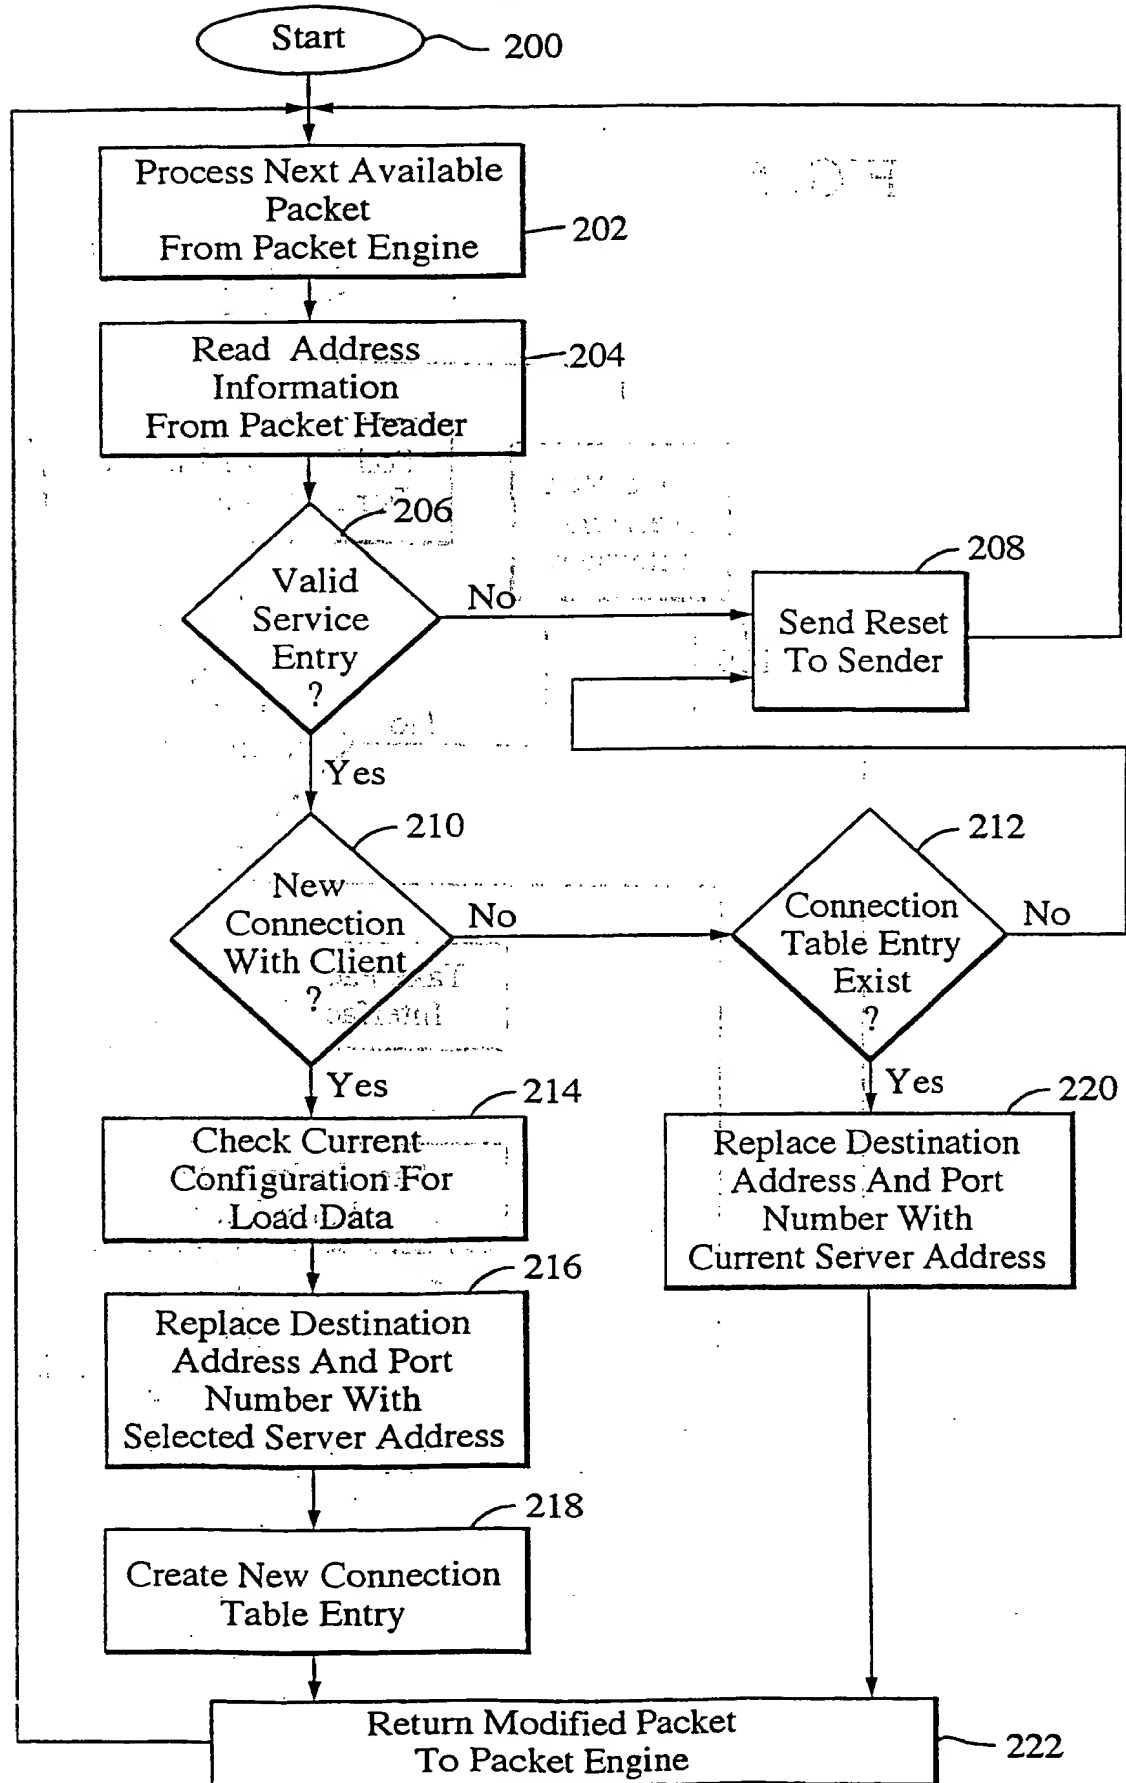 Start
200
Process Next Available
Packet
From Packet Engine
202
Read Address
Information
From Packet Header
204
206
Valid
Service
Entry
?
No
208
Send Reset
To Sender
Yes
210
New
Connection
With Client
?
No
212
Connection
Table Entry
Exist
?
No
Yes
214
Check Current
Configuration For
Load Data
Yes
220
Replace Destination
Address And Port
Number With
Current Server Address
216
Replace Destination
Address And Port
Number With
Selected Server Address
218
Create New Connection
Table Entry
Return Modified Packet
To Packet Engine
222